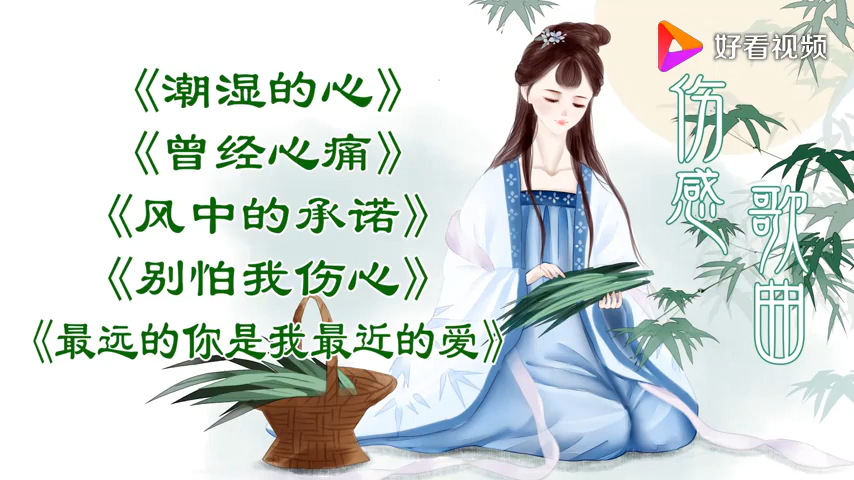 好看视频
《潮湿的心》
《曾经心痛》
《风中的承诺》
《别怕我伤心》
《最远的你是我最近的爱》
伤感
歌曲